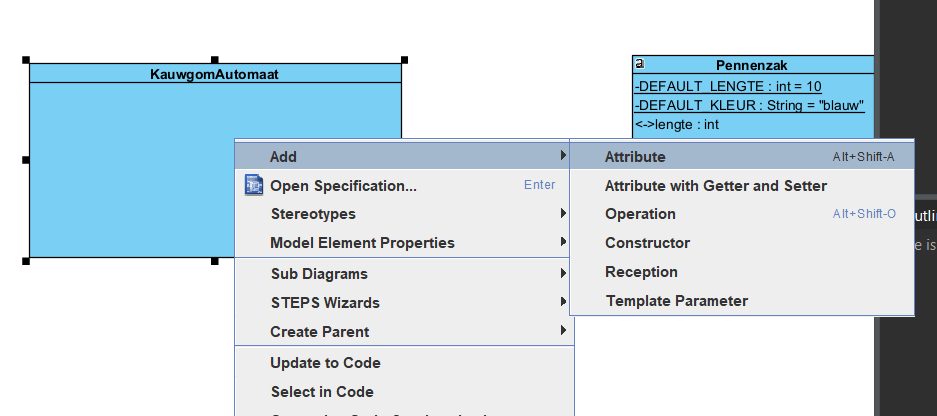 KauwgomAutomaat
a
Pennenzak
-DEFAULT_LENGTE : int = 10
-DEFAULT_KLEUR : String = "blauw"
<->lengte : int
Add
Open Specification... Enter
Stereotypes
Model Element Properties
Sub Diagrams
STEPS Wizards
Create Parent
Update to Code
Select in Code
Attribute Alt+Shift-A
Attribute with Getter and Setter
Operation Alt+Shift-O
Constructor
Reception
Template Parameter
e is